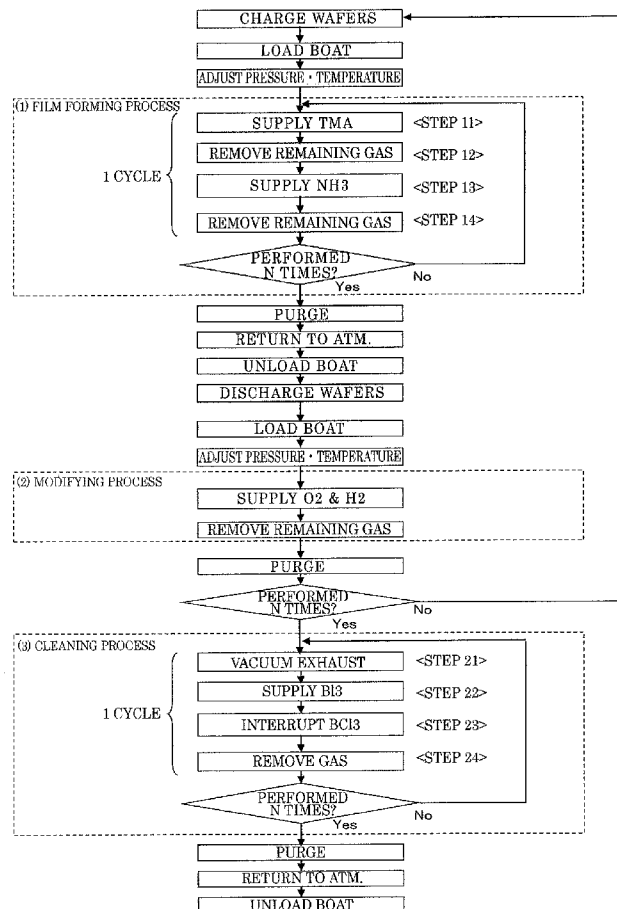 CHARGE WAFERS
LOAD BOAT
ADJUST PRESSURE・TEMPERATURE
(1) FILM FORMING PROCESS
SUPPLY TMA <STEP 11>
REMOVE REMAINING GAS <STEP 12>
1 CYCLE
SUPPLY NH3 <STEP 13>
REMOVE REMAINING GAS <STEP 14>
PERFORMED
N TIMES?
No
Yes
PURGE
RETURN TO ATM.
UNLOAD BOAT
DISCHARGE WAFERS
LOAD BOAT
ADJUST PRESSURE・TEMPERATURE
(2) MODIFYING PROCESS
SUPPLY O2 & H2
REMOVE REMAINING GAS
PURGE
PERFORMED
N TIMES?
No
Yes
(3) CLEANING PROCESS
VACUUM EXHAUST <STEP 21>
SUPPLY Bl3 <STEP 22>
1 CYCLE
INTERRUPT BCl3 <STEP 23>
REMOVE GAS <STEP 24>
PERFORMED
N TIMES?
No
Yes
PURGE
RETURN TO ATM.
UNLOAD BOAT